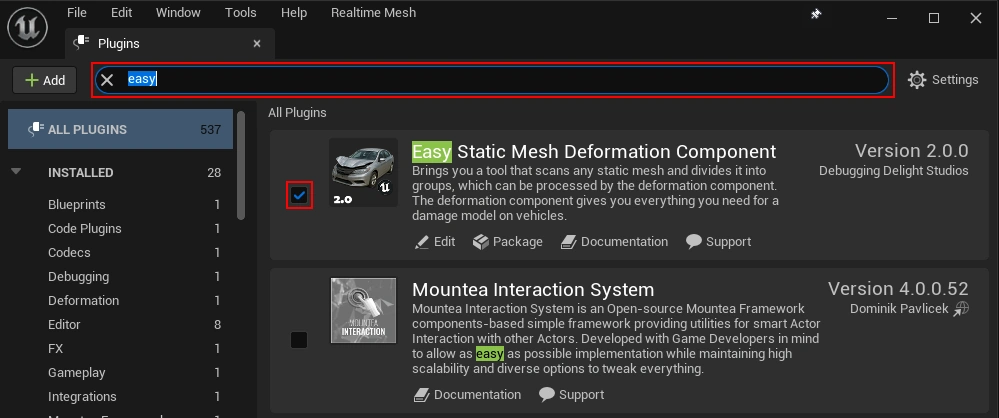 File Edit Window Tools Help Realtime Mesh
Plugins
Add
easy
Settings
ALL PLUGINS 537
INSTALLED 28
Blueprints 1
Code Plugins 1
Codecs 1
Debugging 1
Deformation 1
Editor 8
FX 1
Gameplay 1
Integrations 1
All Plugins
2.0
Easy Static Mesh Deformation Component
Version 2.0.0
Brings you a tool that scans any static mesh and divides it into
Debugging Delight Studios
groups, which can be processed by the deformation component.
The deformation component gives you everything you need for a
damage model on vehicles.
Edit Package Documentation Support
MOUNTEA
INTERACTION
Mountea Interaction System
Version 4.0.0.52
Mountea Interaction System is an Open-source Mountea Framework
Dominik Pavlicek
components-based simple framework providing utilities for smart Actor
Interaction with other Actors. Developed with Game Developers in mind
to allow as easy as possible implementation while maintaining high
scalability and diverse options to tweak everything.
Documentation Support